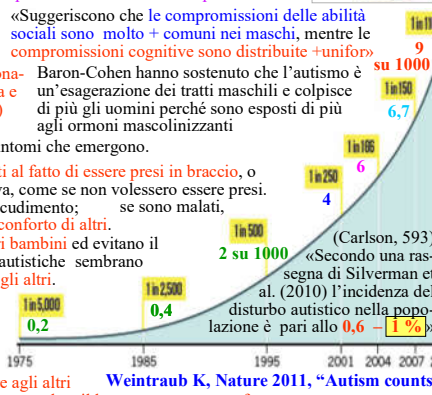 «Suggeriscono che le compromissioni delle abilità
sociali sono molto + comuni nei maschi, mentre le
compromissioni cognitive sono distribuite +unifor»
1 in 11
9
su 1000
Baron-Cohen hanno sostenuto che l'autismo è
un'esagerazione dei tratti maschili e colpisce
di più gli uomini perché sono esposti di più
agli ormoni mascolinizzanti
ona-
a e
)
1 in 150
6,7
ntomi che emergono.
1 in 166
6
ti al fatto di essere presi in braccio, o
va, come se non volessero essere presi.
cudimento; se sono malati,
conforto di altri.
ri bambini ed evitano il
autistiche sembrano
gli altri.
1 in 250
4
1 in 500
2 su 1000
(Carlson, 593)
«Secondo una ras-
segna di Silverman et
al. (2010) l'incidenza del
disturbo autistico nella popo-
lazione è pari allo 0,6 – 1 %»
1 in 2,500
0,4
1 in 5,000
0,2
1975 1985 1995 2001 2004 2007
e agli altri Weintraub K, Nature 2011, “Autism counts